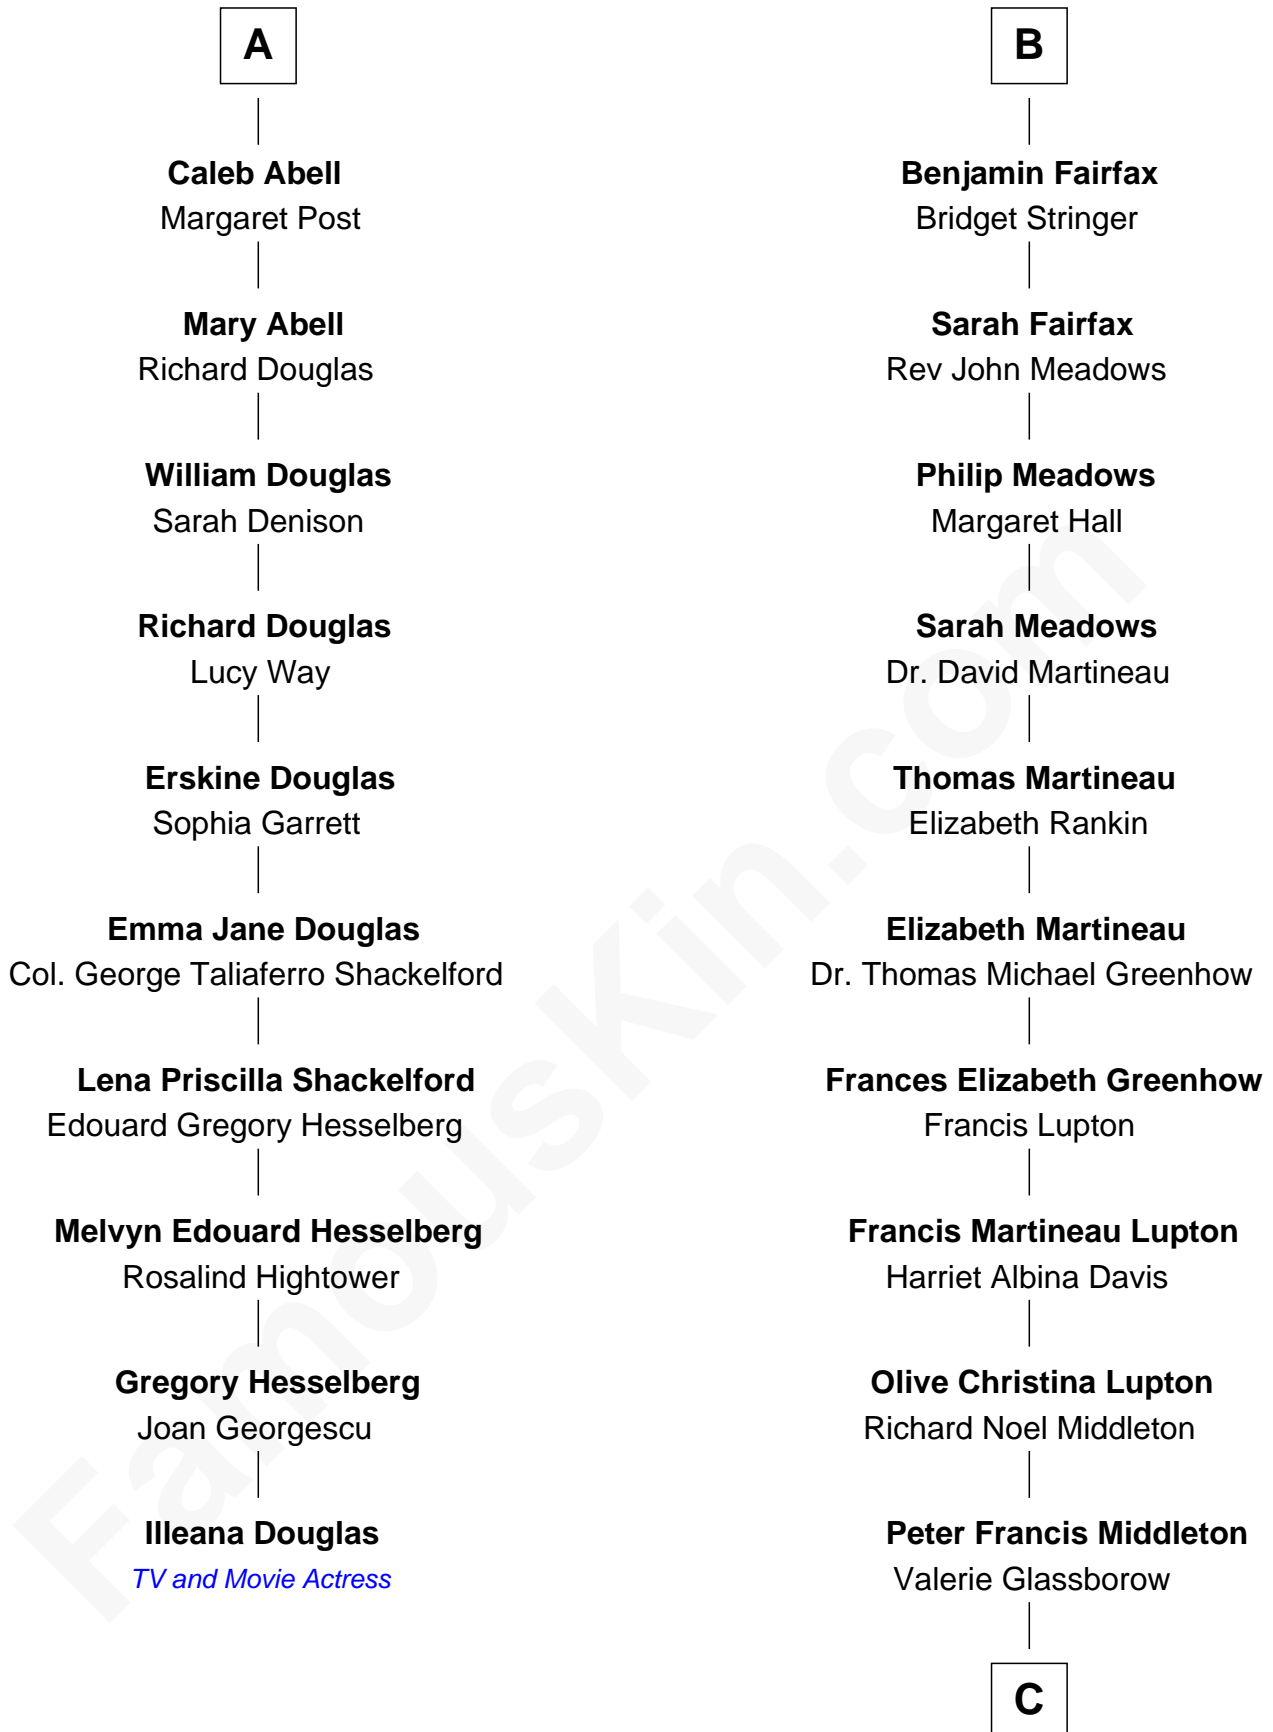 A
Caleb Abell
Margaret Post
Mary Abell
Richard Douglas
William Douglas
Sarah Denison
Richard Douglas
Lucy Way
Erskine Douglas
Sophia Garrett
Emma Jane Douglas
Col. George Taliaferro Shackelford
Lena Priscilla Shackelford
Edouard Gregory Hesselberg
Melvyn Edouard Hesselberg
Rosalind Hightower
Gregory Hesselberg
Joan Georgescu
Illeana Douglas
TV and Movie Actress
B
Benjamin Fairfax
Bridget Stringer
Sarah Fairfax
Rev John Meadows
Philip Meadows
Margaret Hall
Sarah Meadows
Dr. David Martineau
Thomas Martineau
Elizabeth Rankin
Elizabeth Martineau
Dr. Thomas Michael Greenhow
Frances Elizabeth Greenhow
Francis Lupton
Francis Martineau Lupton
Harriet Albina Davis
Olive Christina Lupton
Richard Noel Middleton
Peter Francis Middleton
Valerie Glassborow
C
FamousKin.com